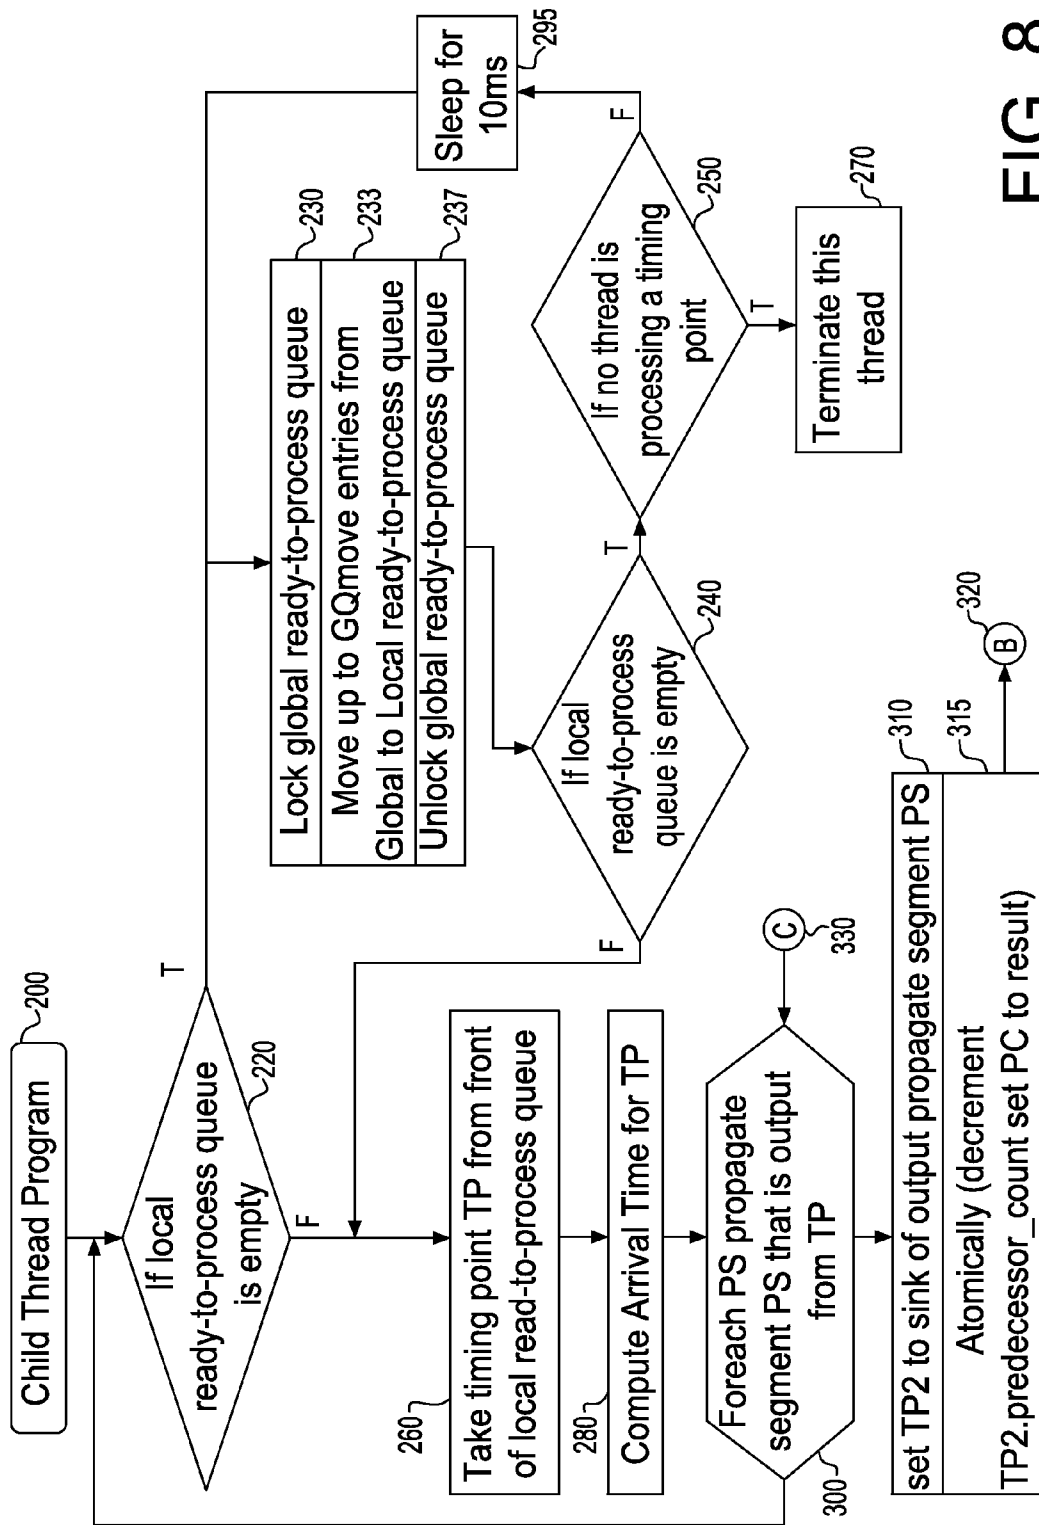 Child Thread Program
200
If local
ready-to-process queue
is empty
220
T
F
Lock global ready-to-process queue
230
Move up to GQmove entries from
Global to Local ready-to-process queue
233
Unlock global ready-to-process queue
237
Sleep for
10ms
295
If local
ready-to-process
queue is empty
240
F
T
If no thread is
processing a timing
point
250
F
T
Terminate this
thread
270
Take timing point TP from front
of local read-to-process queue
260
Compute Arrival Time for TP
280
Foreach PS propagate
segment PS that is output
from TP
300
C
330
set TP2 to sink of output propagate segment PS
310
Atomically (decrement
TP2.predecessor_count set PC to result)
315
B
320
FIG. 8